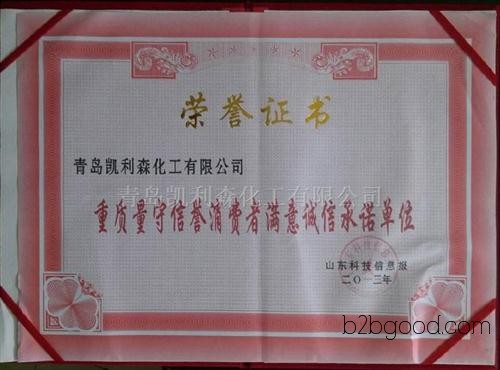 荣誉证书
青岛凯利森化工有限公司
青岛凯利森化工有限公司
重质量守信誉消费者满意诚信承诺单位
山东科技信息报
二〇一三年
b2bgood.com